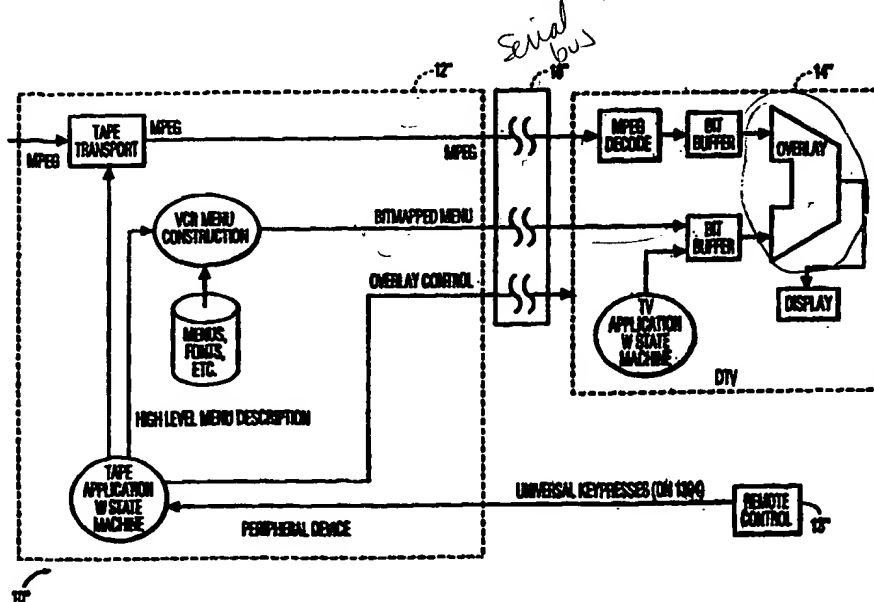 Serial
bus
12"
16"
14"
TAPE
TRANSPORT
MPEG
MPEG
MPEG
MPEG
DECODE
BIT
BUFFER
OVERLAY
VCR MENU
CONSTRUCTION
BITMAPPED MENU
BIT
BUFFER
OVERLAY CONTROL
MENUS,
FONTS,
ETC.
TV
APPLICATION
W STATE
MACHINE
DISPLAY
DTV
HIGH LEVEL MENU DESCRIPTION
TAPE
APPLICATION
W STATE
MACHINE
UNIVERSAL KEYPRESSES (ON 1394)
REMOTE
CONTROL
13"
PERIPHERAL DEVICE
10"